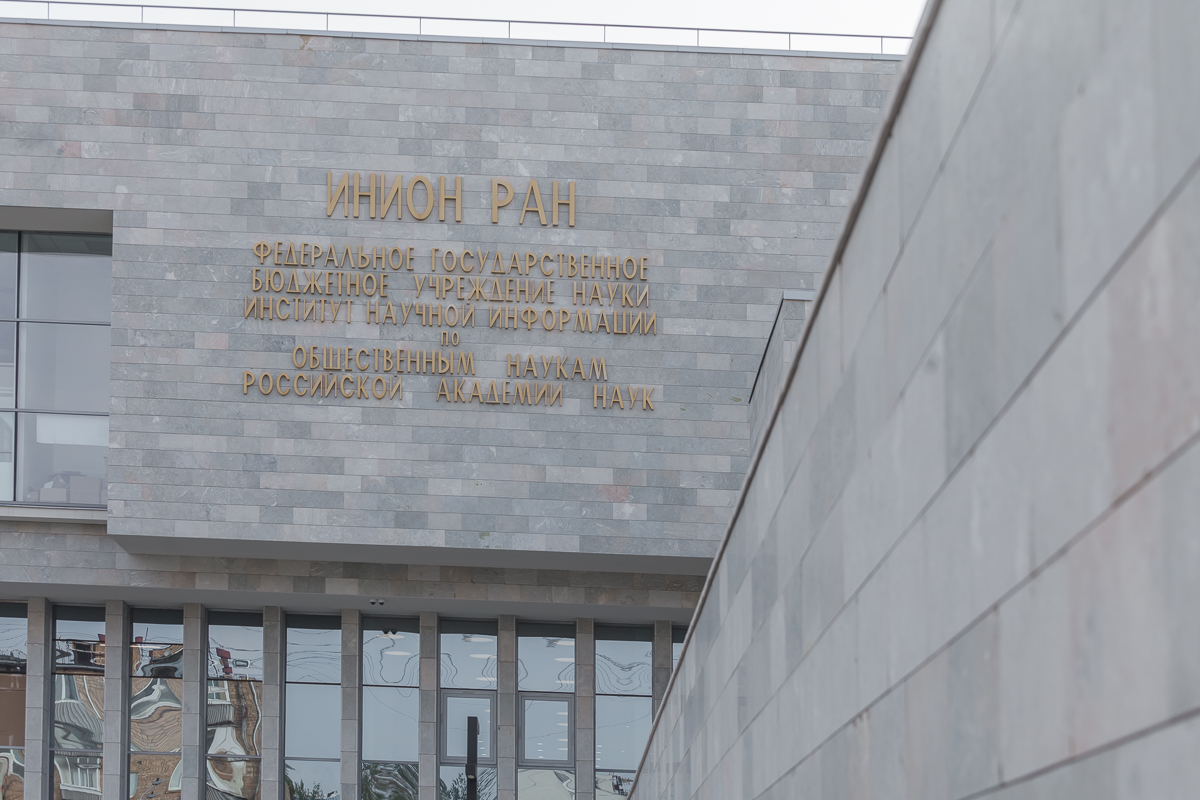 ИНИОН РАН
ФЕДЕРАЛЬНОЕ ГОСУДАРСТВЕННОЕ
БЮДЖЕТНОЕ УЧРЕЖДЕНИЕ НАУКИ
ИНСТИТУТ НАУЧНОЙ ИНФОРМАЦИИ
ПО
ОБЩЕСТВЕННЫМ НАУКАМ
РОССИЙСКОЙ АКАДЕМИИ НАУК